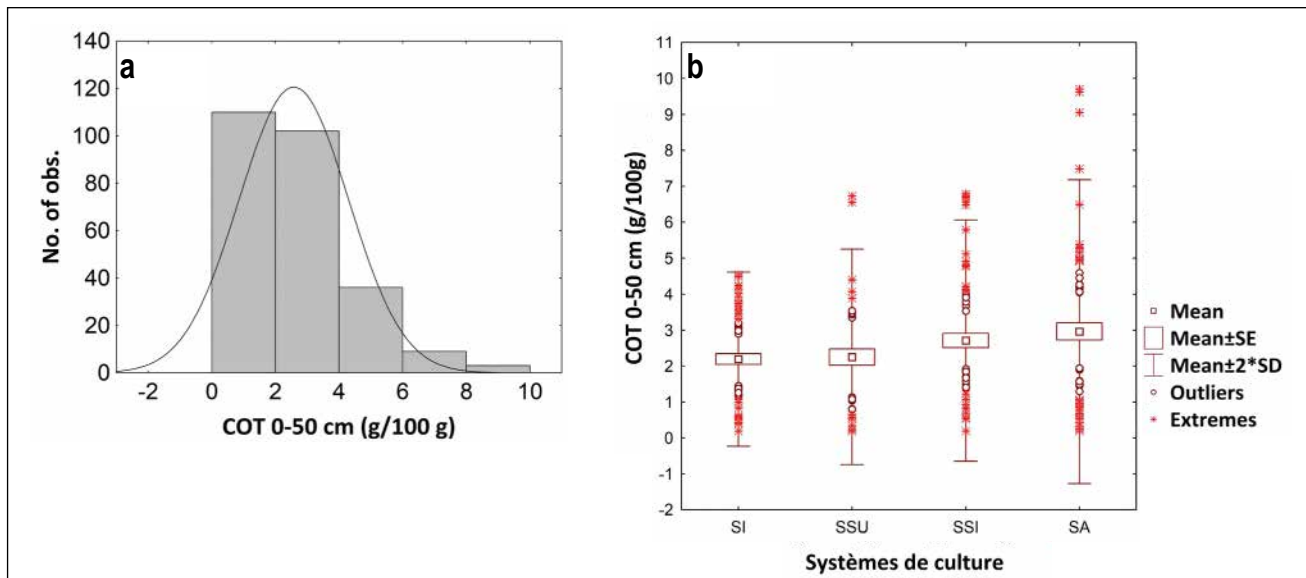 a
140
120
100
80
60
40
20
0
No. of obs.
-2 0 2 4 6 8 10
COT 0-50 cm (g/100 g)
b
11
10
9
8
7
6
5
4
3
2
1
0
-1
-2
COT 0-50 cm (g/100g)
SI SSU SSI SA
Systèmes de culture
Mean
Mean±SE
Mean±2*SD
Outliers
Extremes